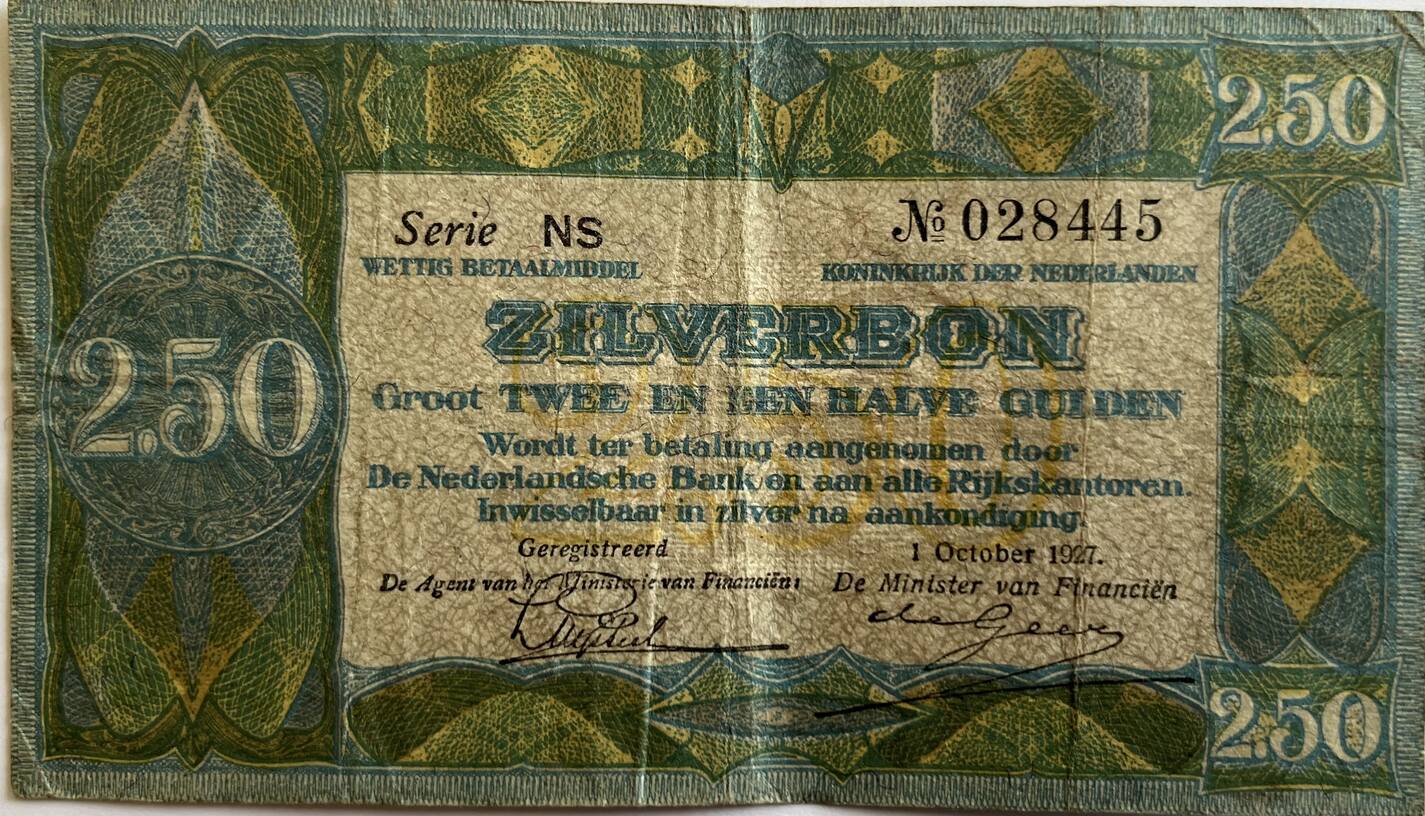 2.50
Serie NS № 028445
WETTIG BETAALMIDDEL KONINKRIJK DER NEDERLANDEN
ZILVERBON
2.50
Groot TWEE EN EEN HALVE GULDEN
Wordt ter betaling aangenomen door
De Nederlandsche Bank en aan alle Rijkskantoren.
Inwisselbaar in zilver na aankondiging.
Geregistreerd 1 October 1927.
De Agent van het Ministerie van Financiën: De Minister van Financiën
de Geer
2.50